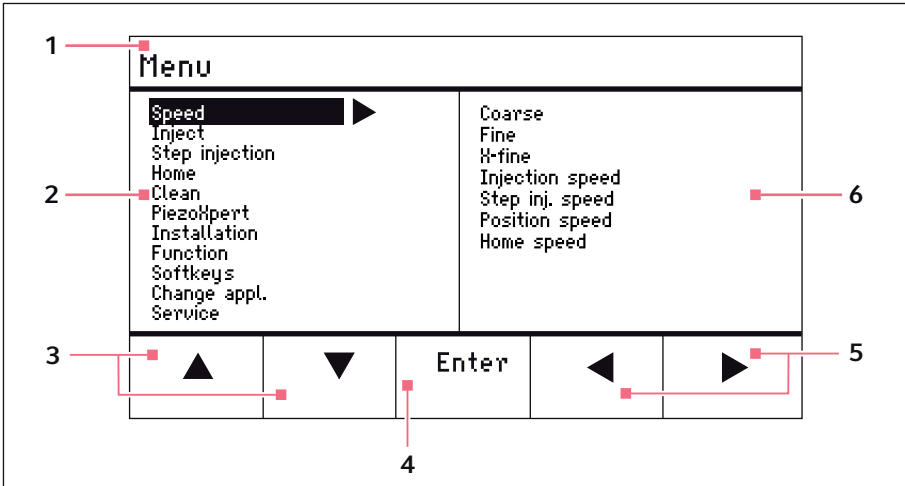 1
Menu
2
Speed
Inject
Step injection
Home
Clean
PiezoXpert
Installation
Function
Softkeys
Change appl.
Service
Coarse
Fine
X-fine
Injection speed
Step inj. speed
Position speed
Home speed
6
3
Enter
5
4